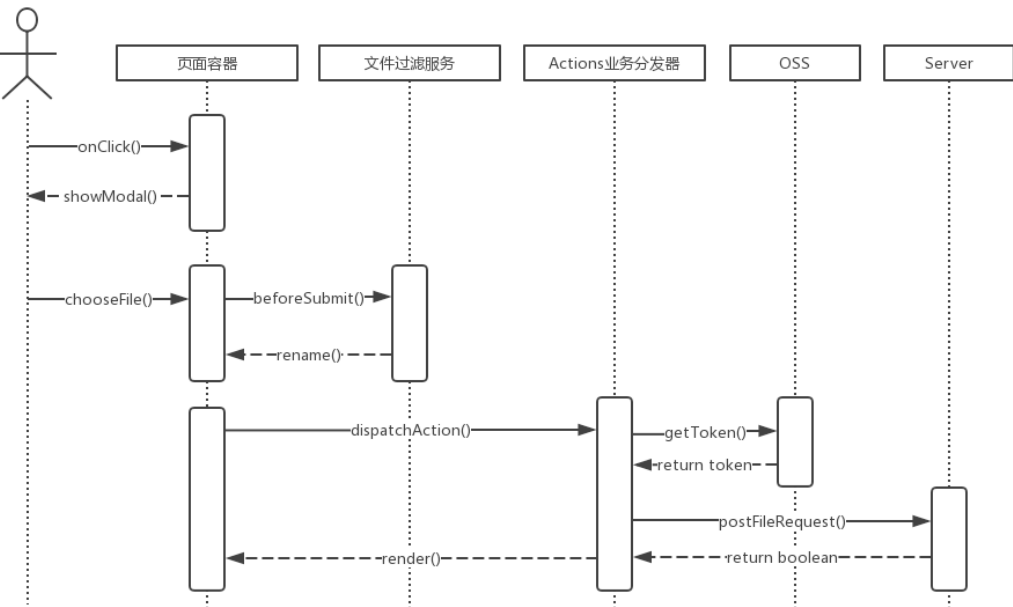 页面容器
文件过滤服务
Actions业务分发器
OSS
Server
onClick()
showModal()
chooseFile()
beforeSubmit()
rename()
dispatchAction()
getToken()
return token
postFileRequest()
return boolean
render()